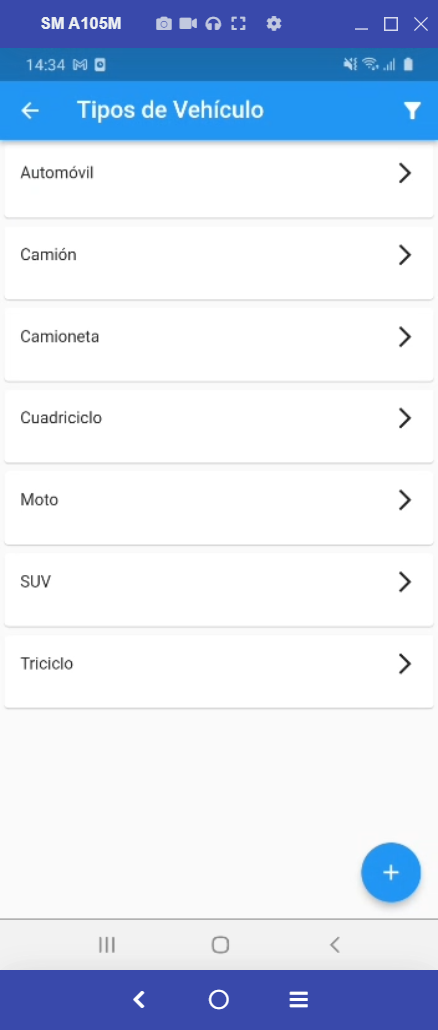 SM A105M
14:34
Tipos de Vehículo
Automóvil
Camión
Camioneta
Cuadriciclo
Moto
SUV
Triciclo